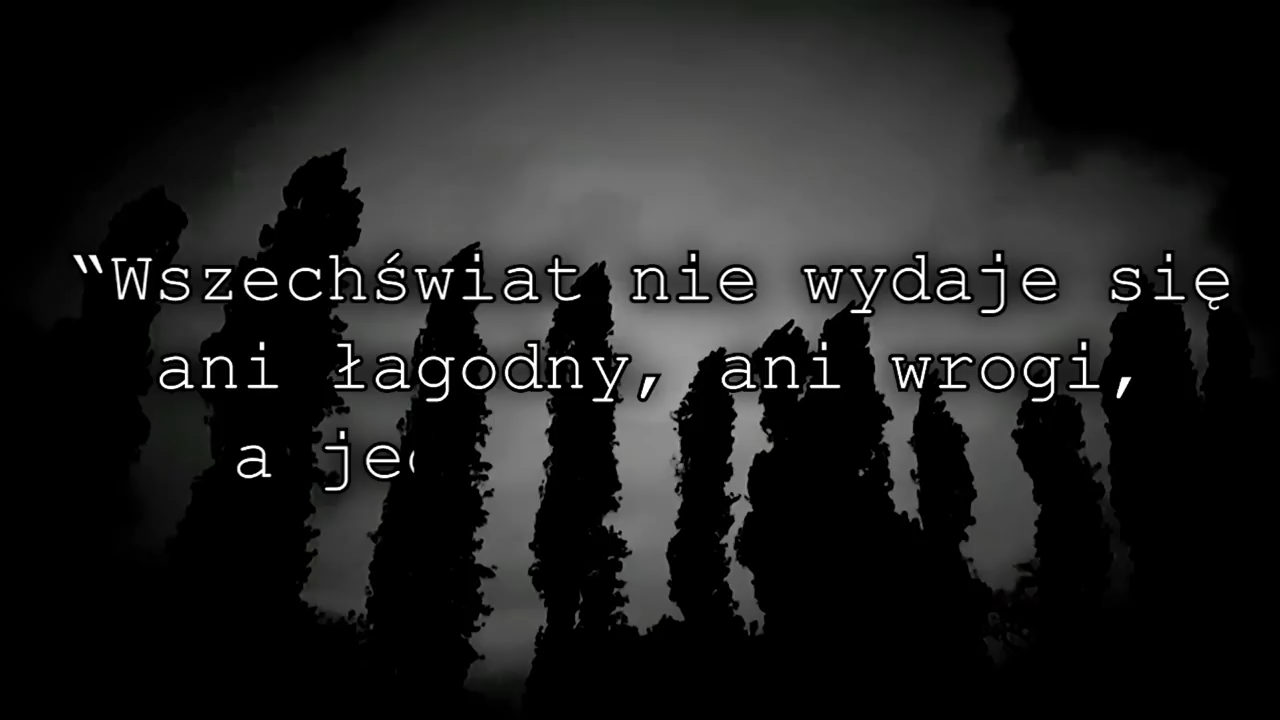 “Wszechświat nie wydaje się
ani łagodny, ani wrogi,
a je